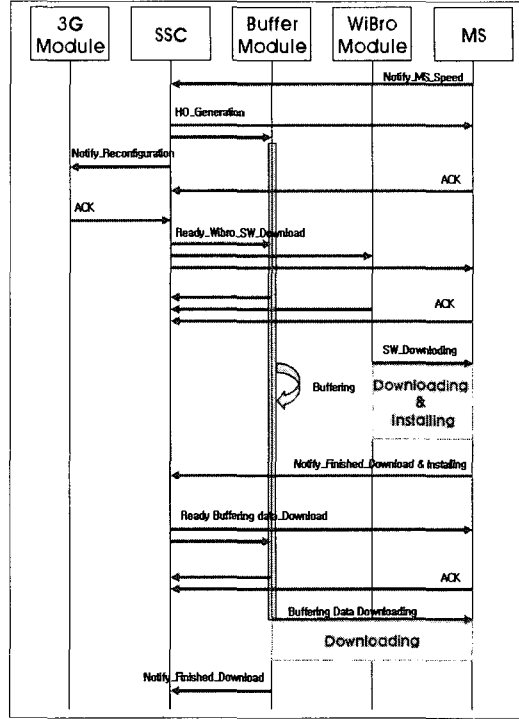 3G Module
SSC
Buffer Module
WiBro Module
MS
Notify_MS_Speed
HO_Generation
Notify_Reconfiguration
ACK
ACK
Ready_Wibro_SW_Download
ACK
SW_Downloding
Buffering
Downloading
&
Installing
Notify_Finished_Download & Installing
Ready Buffering data_Download
ACK
Buffering Data Downloading
Downloading
Notify_Finished_Download